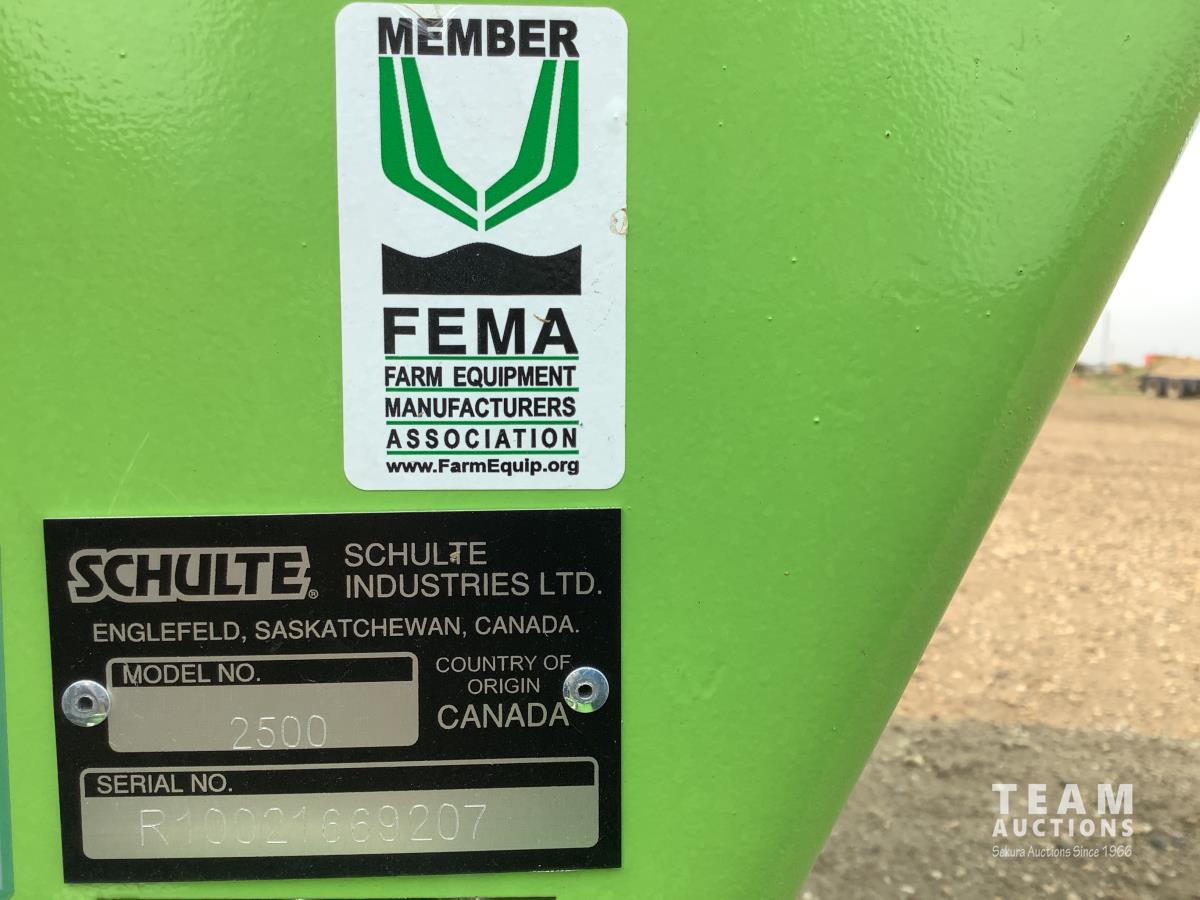 MEMBER
FEMA
FARM EQUIPMENT
MANUFACTURERS
ASSOCIATION
www.FarmEquip.org
SCHULTE®
SCHULTE
INDUSTRIES LTD.
ENGLEFELD, SASKATCHEWAN, CANADA.
MODEL NO.
2500
COUNTRY OF
ORIGIN
CANADA
SERIAL NO.
R10021669207
TEAM
AUCTIONS
Sakura Auctions Since 1966